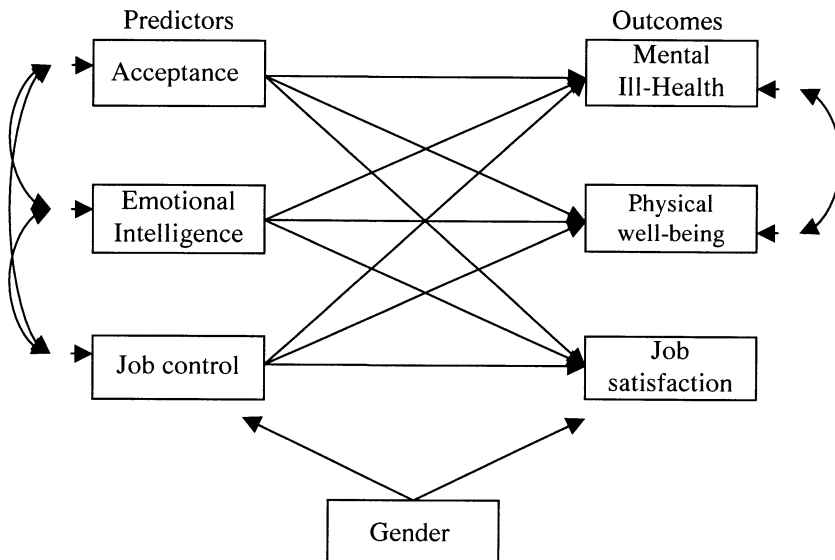 Predictors
Outcomes
Acceptance
Mental
Ill-Health
Emotional
Intelligence
Physical
well-being
Job control
Job
satisfaction
Gender